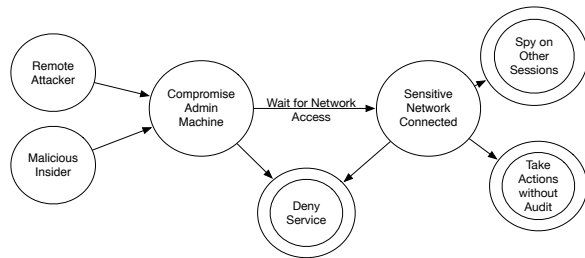 Remote
Attacker
Malicious
Insider
Compromise
Admin
Machine
Wait for Network
Access
Deny
Service
Sensitive
Network
Connected
Spy on
Other
Sessions
Take
Actions
without
Audit